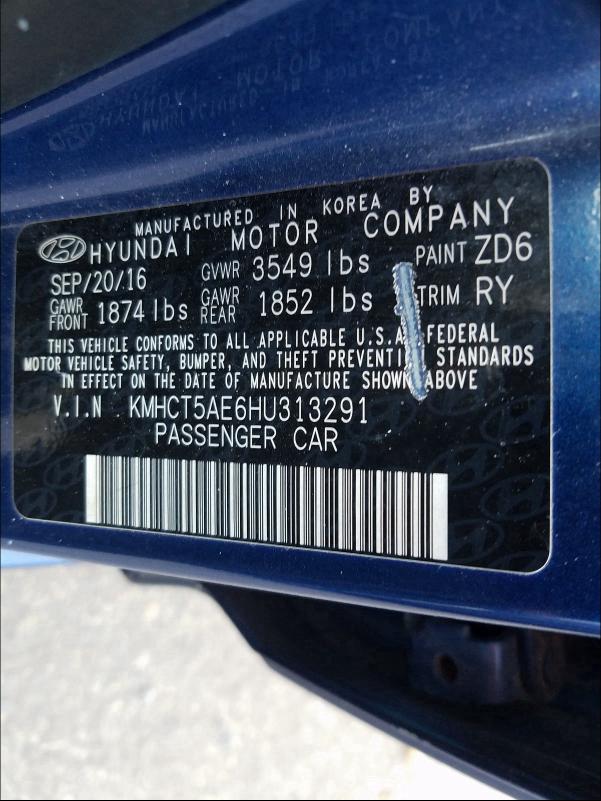 MANUFACTURED IN KOREA BY
HYUNDAI MOTOR COMPANY
SEP/20/16 GVWR 3549 lbs PAINT ZD6
GAWR FRONT 1874 lbs GAWR REAR 1852 lbs TRIM RY
THIS VEHICLE CONFORMS TO ALL APPLICABLE U.S.A FEDERAL
MOTOR VEHICLE SAFETY, BUMPER, AND THEFT PREVENTI STANDARDS
IN EFFECT ON THE DATE OF MANUFACTURE SHOWN ABOVE
V.I.N KMHCT5AE6HU313291
PASSENGER CAR